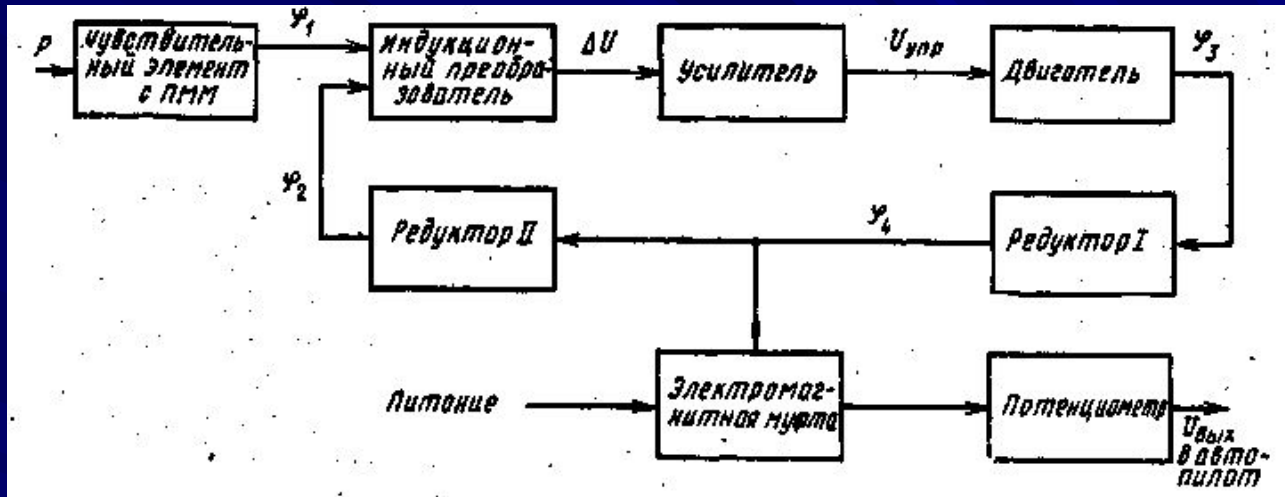 P
Чувствитель-
ный элемент
с ПММ
φ₁
Индукцион-
ный преобра-
зователь
ΔU
Усилитель
Uупр
Двигатель
φ₃
φ₂
Редуктор II
φ₄
Редуктор I
Питание
Электромаг-
нитная муфта
Потенциометр
Uвых
в авто-
пилот